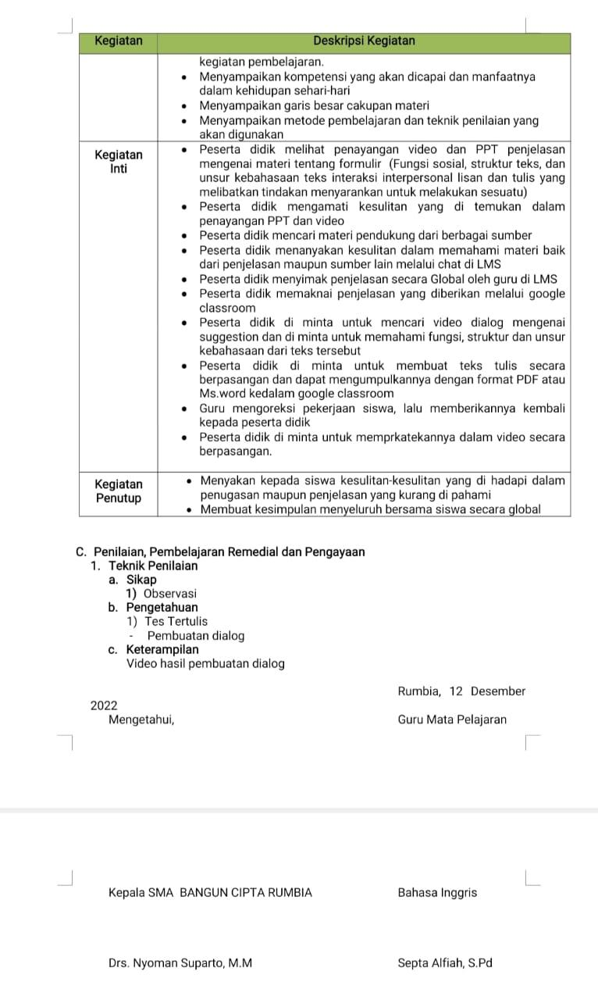 Kegiatan Deskripsi Kegiatan
kegiatan pembelajaran.
• Menyampaikan kompetensi yang akan dicapai dan manfaatnya
dalam kehidupan sehari-hari
• Menyampaikan garis besar cakupan materi
• Menyampaikan metode pembelajaran dan teknik penilaian yang
akan digunakan
Kegiatan
Inti
• Peserta didik melihat penayangan video dan PPT penjelasan
mengenai materi tentang formulir (Fungsi sosial, struktur teks, dan
unsur kebahasaan teks interaksi interpersonal lisan dan tulis yang
melibatkan tindakan menyarankan untuk melakukan sesuatu)
• Peserta didik mengamati kesulitan yang di temukan dalam
penayangan PPT dan video
• Peserta didik mencari materi pendukung dari berbagai sumber
• Peserta didik menanyakan kesulitan dalam memahami materi baik
dari penjelasan maupun sumber lain melalui chat di LMS
• Peserta didik menyimak penjelasan secara Global oleh guru di LMS
• Peserta didik memaknai penjelasan yang diberikan melalui google
classroom
• Peserta didik di minta untuk mencari video dialog mengenai
suggestion dan di minta untuk memahami fungsi, struktur dan unsur
kebahasaan dari teks tersebut
• Peserta didik di minta untuk membuat teks tulis secara
berpasangan dan dapat mengumpulkannya dengan format PDF atau
Ms.word kedalam google classroom
• Guru mengoreksi pekerjaan siswa, lalu memberikannya kembali
kepada peserta didik
• Peserta didik di minta untuk memprkatekannya dalam video secara
berpasangan.
Kegiatan
Penutup
• Menyakan kepada siswa kesulitan-kesulitan yang di hadapi dalam
penugasan maupun penjelasan yang kurang di pahami
• Membuat kesimpulan menyeluruh bersama siswa secara global
C. Penilaian, Pembelajaran Remedial dan Pengayaan
1. Teknik Penilaian
a. Sikap
1) Observasi
b. Pengetahuan
1) Tes Tertulis
- Pembuatan dialog
c. Keterampilan
Video hasil pembuatan dialog
Rumbia, 12 Desember
2022
Mengetahui, Guru Mata Pelajaran
Kepala SMA BANGUN CIPTA RUMBIA Bahasa Inggris
Drs. Nyoman Suparto, M.M Septa Alfiah, S.Pd